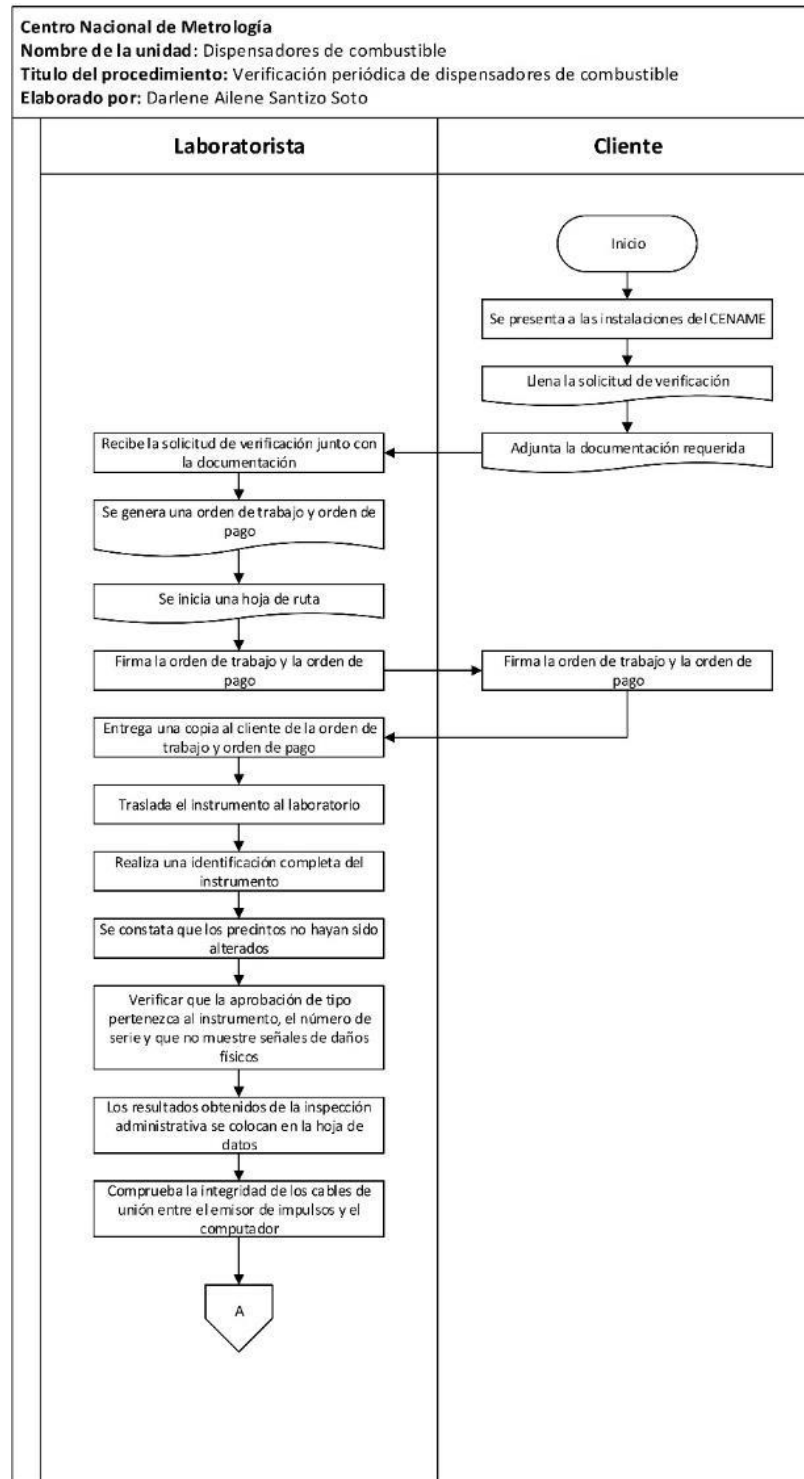 Centro Nacional de Metrología
Nombre de la unidad: Dispensadores de combustible
Titulo del procedimiento: Verificación periódica de dispensadores de combustible
Elaborado por: Darlene Ailene Santizo Soto
Laboratorista
Cliente
Inicio
Se presenta a las instalaciones del CENAME
Llena la solicitud de verificación
Adjunta la documentación requerida
Recibe la solicitud de verificación junto con
la documentación
Se genera una orden de trabajo y orden de
pago
Se inicia una hoja de ruta
Firma la orden de trabajo y la orden de
pago
Firma la orden de trabajo y la orden de
pago
Entrega una copia al cliente de la orden de
trabajo y orden de pago
Traslada el instrumento al laboratorio
Realiza una identificación completa del
instrumento
Se constata que los precintos no hayan sido
alterados
Verificar que la aprobación de tipo
pertenezca al instrumento, el número de
serie y que no muestre señales de daños
físicos
Los resultados obtenidos de la inspección
administrativa se colocan en la hoja de
datos
Comprueba la integridad de los cables de
unión entre el emisor de impulsos y el
computador
A